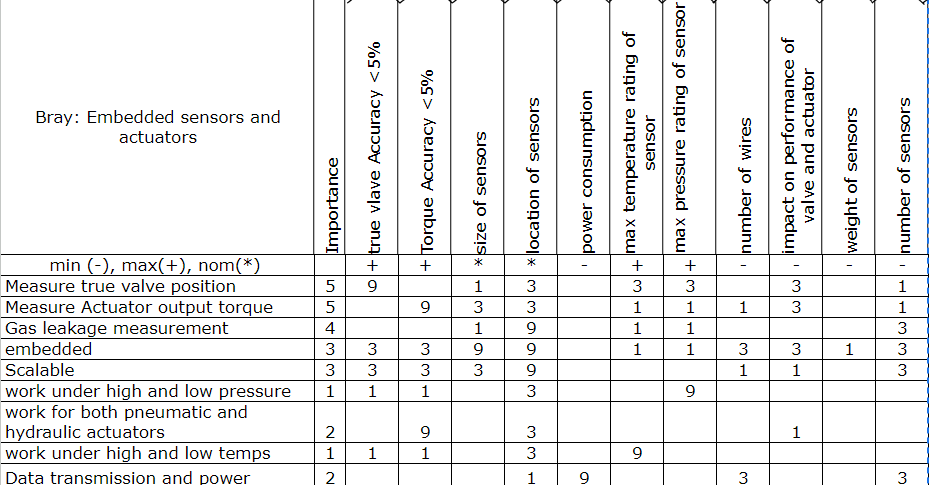 Bray: Embedded sensors and
actuators
Importance
true vlave Accuracy <5%
Torque Accuracy <5%
size of sensors
location of sensors
power consumption
max temperature rating of
sensor
max pressure rating of sensor
number of wires
impact on performance of
valve and actuator
weight of sensors
number of sensors
min (-), max(+), nom(*) + + * * - + + - - - -
Measure true valve position 5 9 1 3 3 3 3 1
Measure Actuator output torque 5 9 3 3 1 1 1 3 1
Gas leakage measurement 4 1 9 1 1 3
embedded 3 3 3 9 9 1 1 3 3 1 3
Scalable 3 3 3 3 9 1 1 3
work under high and low pressure 1 1 1 3 9
work for both pneumatic and
hydraulic actuators 2 9 3 1
work under high and low temps 1 1 1 3 9
Data transmission and power 2 1 9 3 3